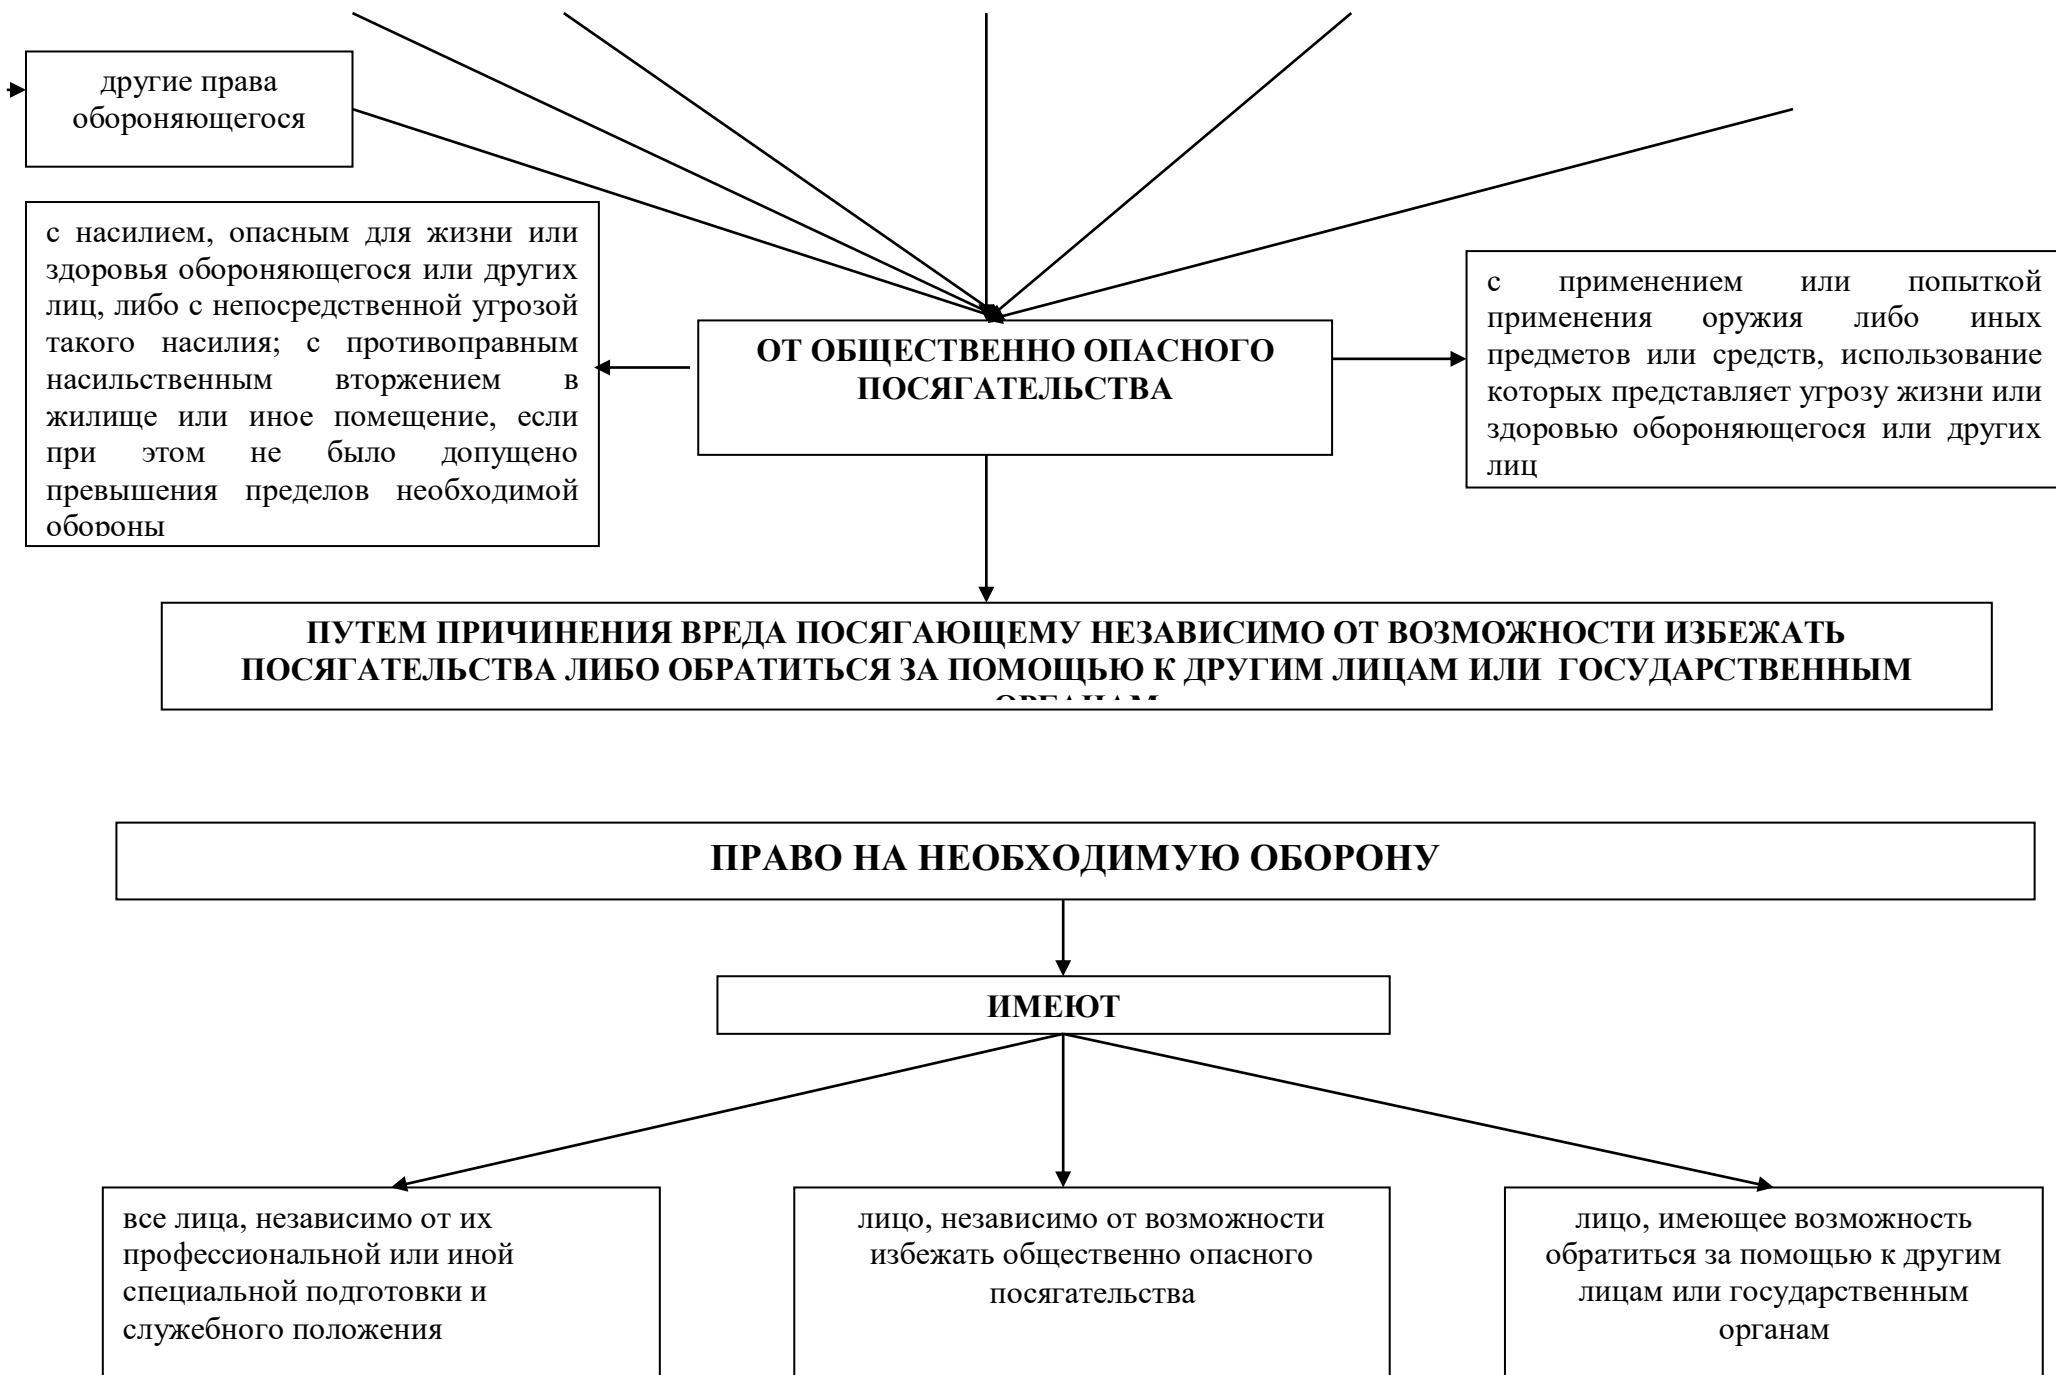 другие права
обороняющегося
с насилием, опасным для жизни или
здоровья обороняющегося или других
лиц, либо с непосредственной угрозой
такого насилия; с противоправным
насильственным вторжением в
жилище или иное помещение, если
при этом не было допущено
превышения пределов необходимой
обороны
ОТ ОБЩЕСТВЕННО ОПАСНОГО
ПОСЯГАТЕЛЬСТВА
с применением или попыткой
применения оружия либо иных
предметов или средств, использование
которых представляет угрозу жизни или
здоровью обороняющегося или других
лиц
ПУТЕМ ПРИЧИНЕНИЯ ВРЕДА ПОСЯГАЮЩЕМУ НЕЗАВИСИМО ОТ ВОЗМОЖНОСТИ ИЗБЕЖАТЬ
ПОСЯГАТЕЛЬСТВА ЛИБО ОБРАТИТЬСЯ ЗА ПОМОЩЬЮ К ДРУГИМ ЛИЦАМ ИЛИ ГОСУДАРСТВЕННЫМ
ОРГАНАМ
ПРАВО НА НЕОБХОДИМУЮ ОБОРОНУ
ИМЕЮТ
все лица, независимо от их
профессиональной или иной
специальной подготовки и
служебного положения
лицо, независимо от возможности
избежать общественно опасного
посягательства
лицо, имеющее возможность
обратиться за помощью к другим
лицам или государственным
органам